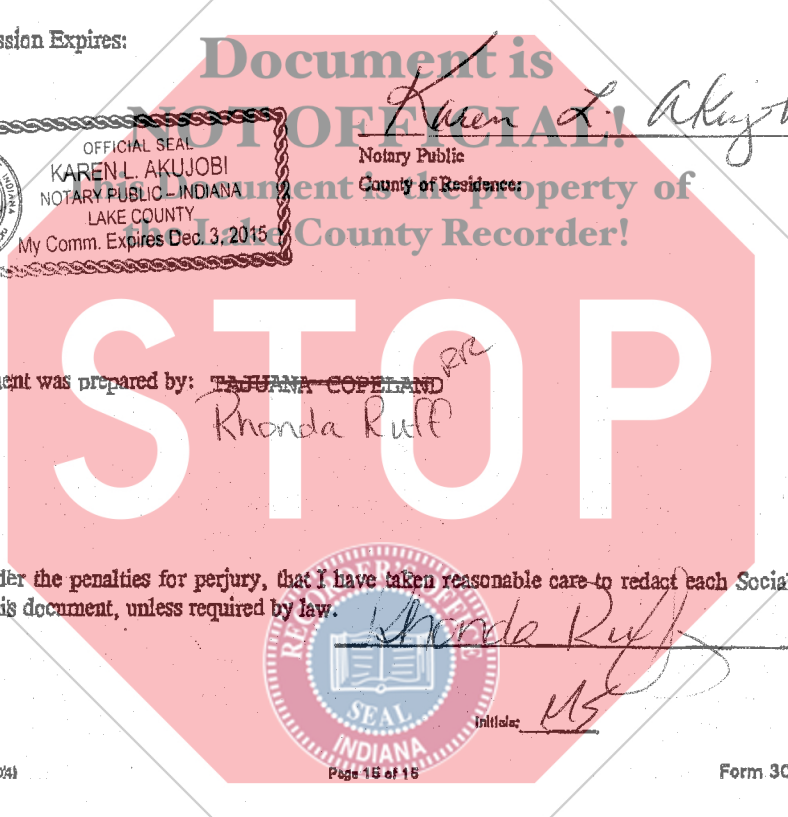 ssion Expires:
Document is
NOT OFFICIAL!
This Document is the property of
the Lake County Recorder!
Karen L. Akujo
OFFICIAL SEAL
KAREN L. AKUJOBI
NOTARY PUBLIC - INDIANA
LAKE COUNTY
My Comm. Expires Dec. 3, 2015
INDIANA
Notary Public
County of Residence:
STOP
ent was prepared by: TAJUANA COPELAND RR
Rhonda Ruff
der the penalties for perjury, that I have taken reasonable care to redact each Social
is document, unless required by law.
Rhonda Ruff
RECORDER OFFICE
SEAL
INDIANA
Initials: MS
Page 15 of 15
Form 30